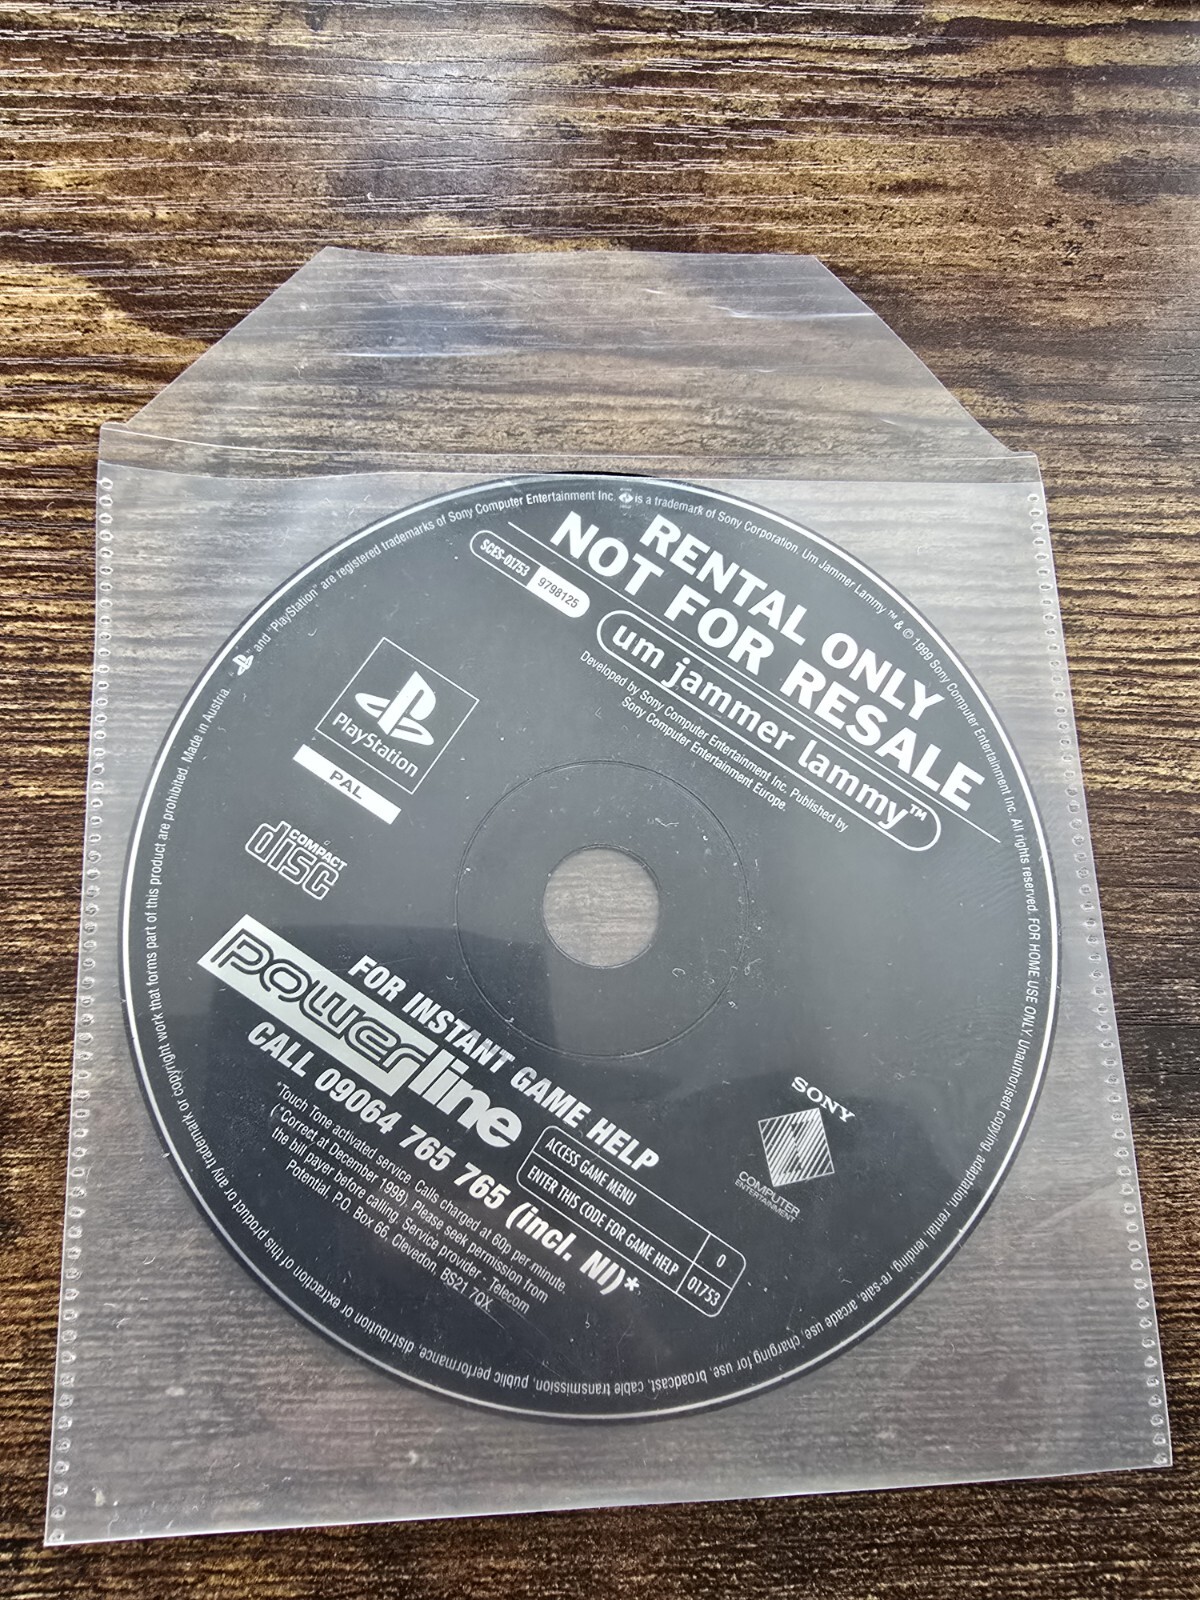 RENTAL ONLY
NOT FOR RESALE
SCES-01753 9798125
um jammer lammy™
Developed by Sony Computer Entertainment Inc. Published by
Sony Computer Entertainment Europe.
PlayStation
PAL
COMPACT
disc
FOR INSTANT GAME HELP
powerline
CALL 09064 765 765 (incl. NI)*
*Touch Tone activated service. Calls charged at 60p per minute.
(*Correct at December 1998). Please seek permission from
the bill payer before calling. Service provider - Telecom
Potential, P.O. Box 66, Clevedon, BS21 7QX.
ACCESS GAME MENU 0
ENTER THIS CODE FOR GAME HELP 01753
SONY
COMPUTER
ENTERTAINMENT
and "PlayStation" are registered trademarks of Sony Computer Entertainment Inc. is a trademark of Sony Corporation. Um Jammer Lammy ™ & © 1999 Sony Computer Entertainment Inc. All rights reserved. FOR HOME USE ONLY. Unauthorised copying, adaptation, rental, lending, re-sale, arcade use, charging for use, broadcast, cable transmission, public performance, distribution or extraction of this product or any trademark or copyright work that forms part of this product are prohibited. Made in Austria.